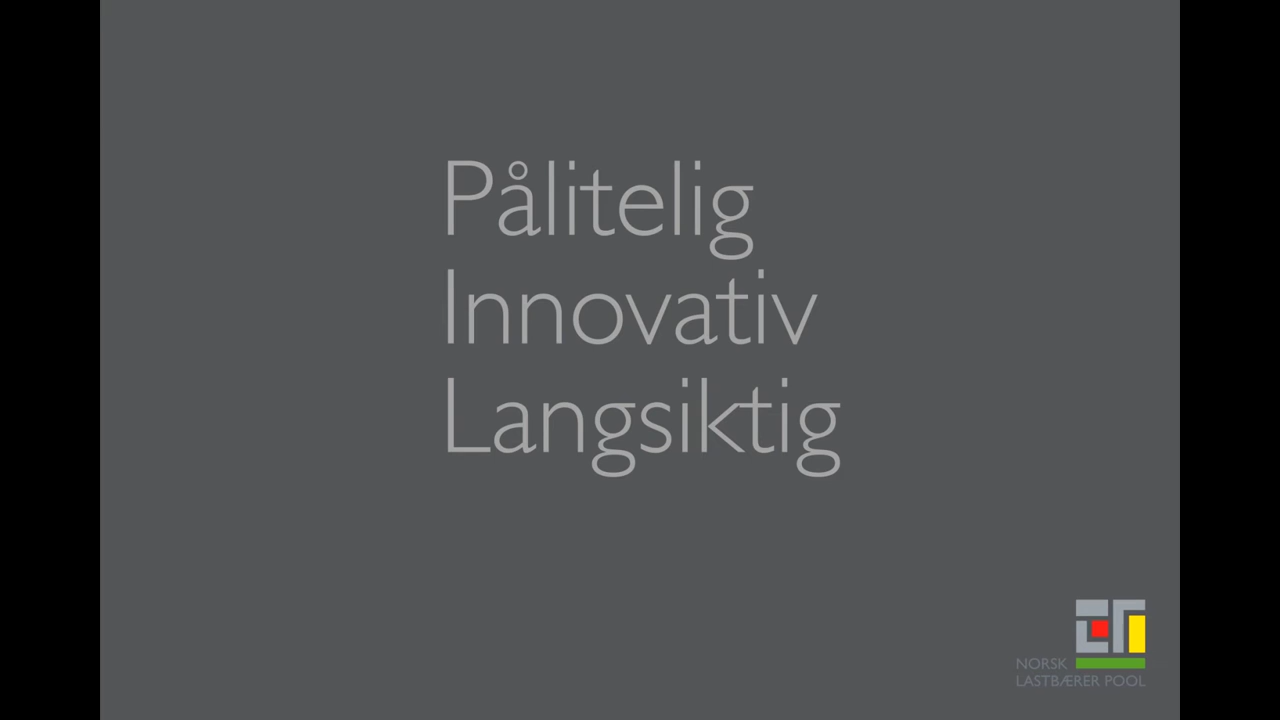 Pålitelig
Innovativ
Langsiktig
NORSK
LASTBÆRER POOL